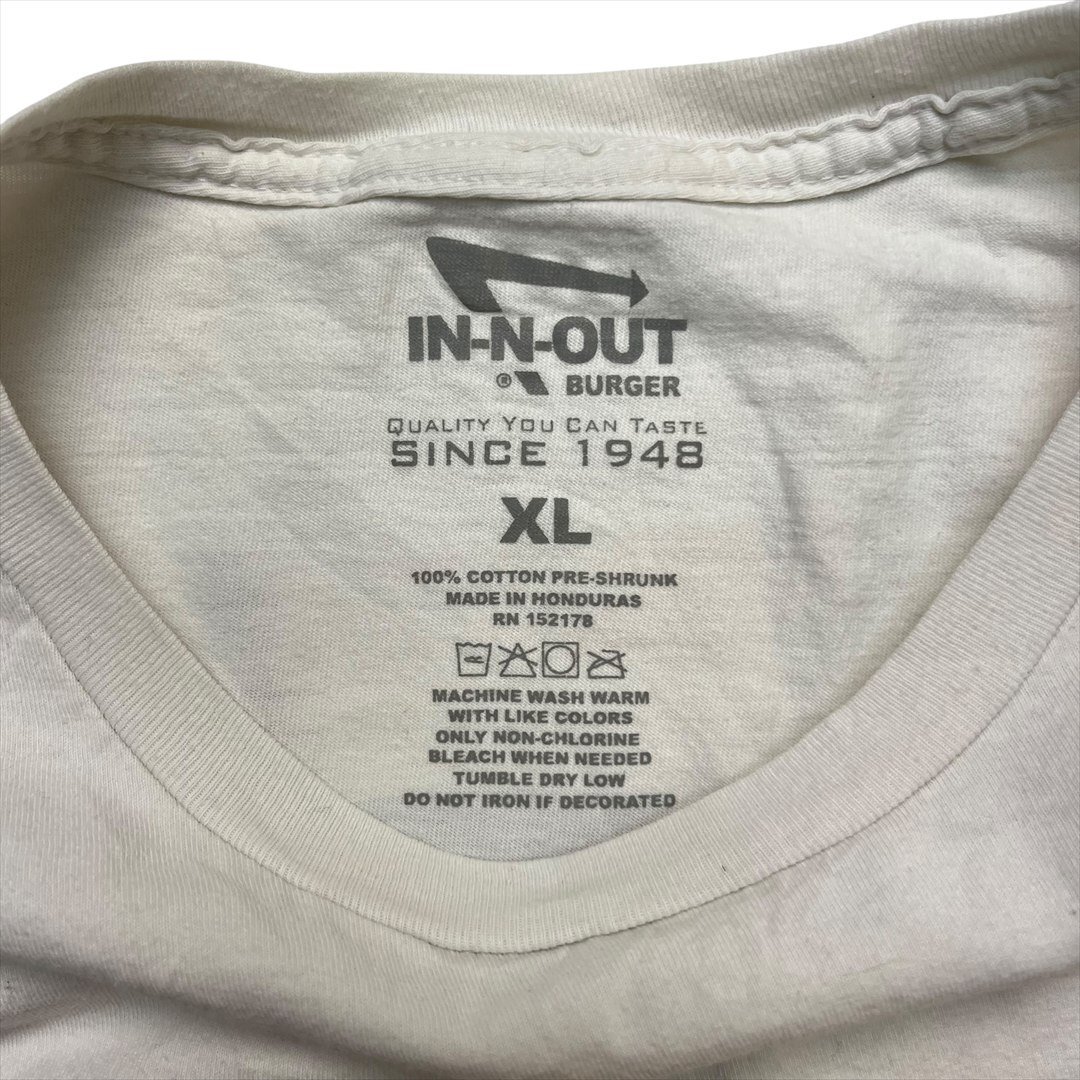 IN-N-OUT
® BURGER
QUALITY YOU CAN TASTE
SINCE 1948
XL
100% COTTON PRE-SHRUNK
MADE IN HONDURAS
RN 152178
MACHINE WASH WARM
WITH LIKE COLORS
ONLY NON-CHLORINE
BLEACH WHEN NEEDED
TUMBLE DRY LOW
DO NOT IRON IF DECORATED